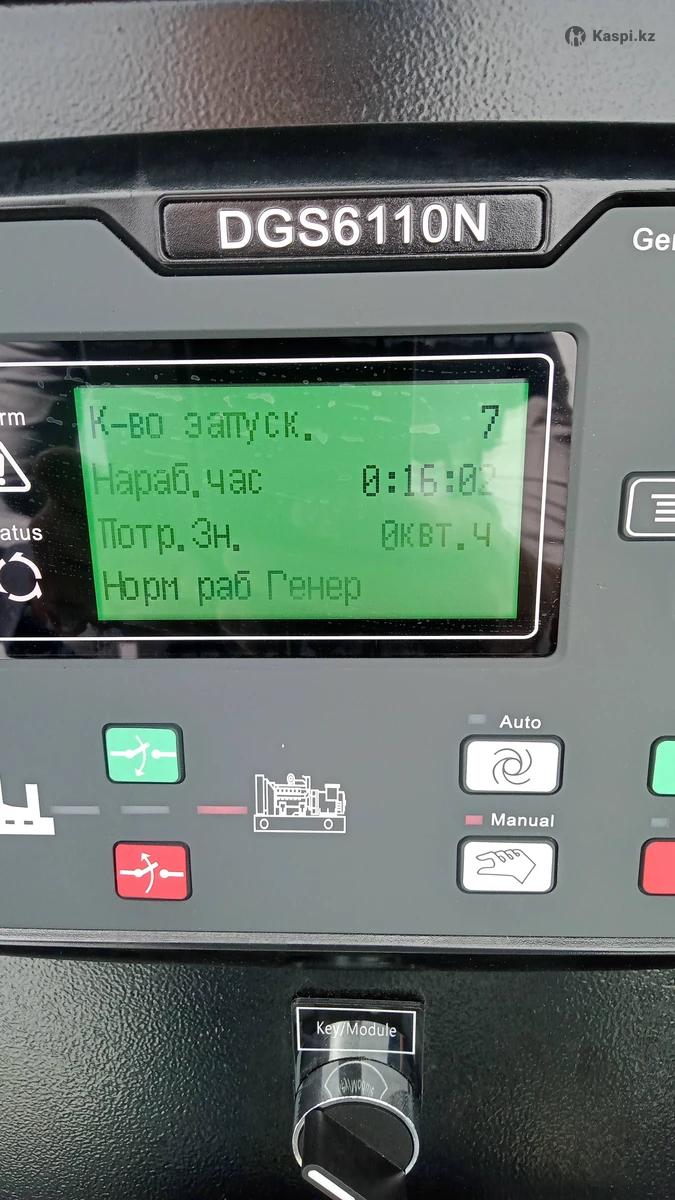 Kaspi.kz
DGS6110N
Ger
rm
К-во запуск. 7
Нараб.час 0:16:02
atus
Потр.Эн. 0квт.ч
Норм раб Генер
Auto
Manual
Key/Module